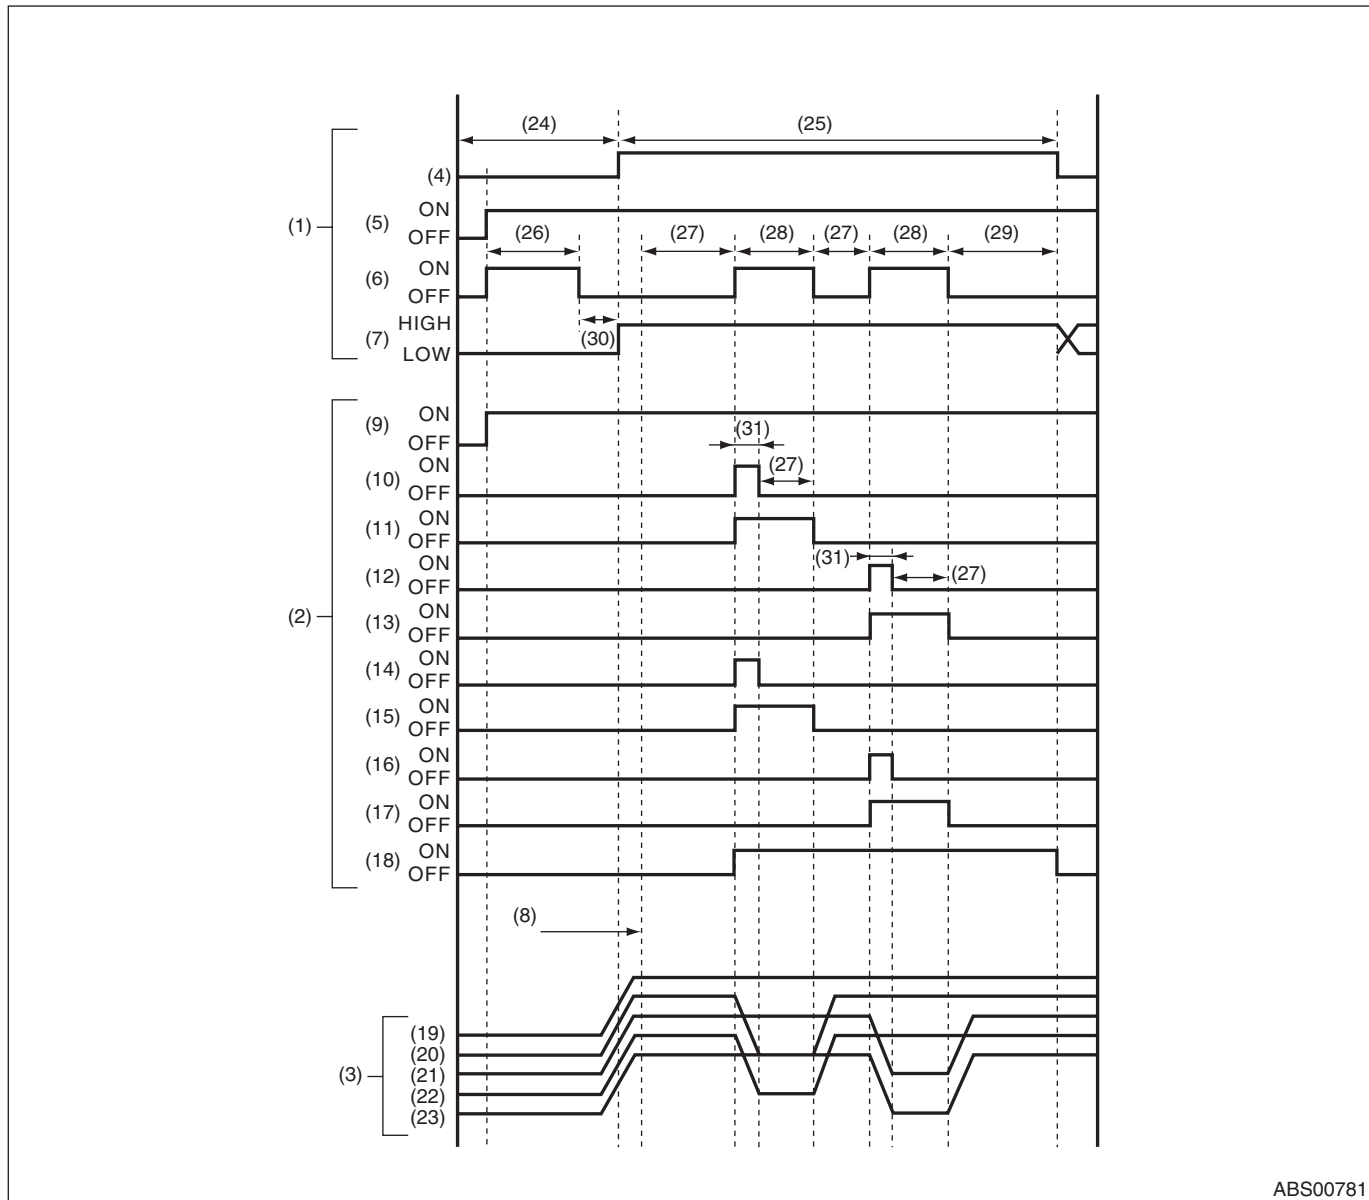 (24) (25)
(4)
(1)
(5) ON
OFF
(26) (27) (28) (27) (28) (29)
(6) ON
OFF
(7) HIGH
LOW
(30)
(2)
(9) ON
OFF
(31)
(10) ON
OFF
(27)
(11) ON
OFF
(31)
(12) ON
OFF
(27)
(13) ON
OFF
(14) ON
OFF
(15) ON
OFF
(16) ON
OFF
(17) ON
OFF
(18) ON
OFF
(8)
(3)
(19)
(20)
(21)
(22)
(23)
ABS00781